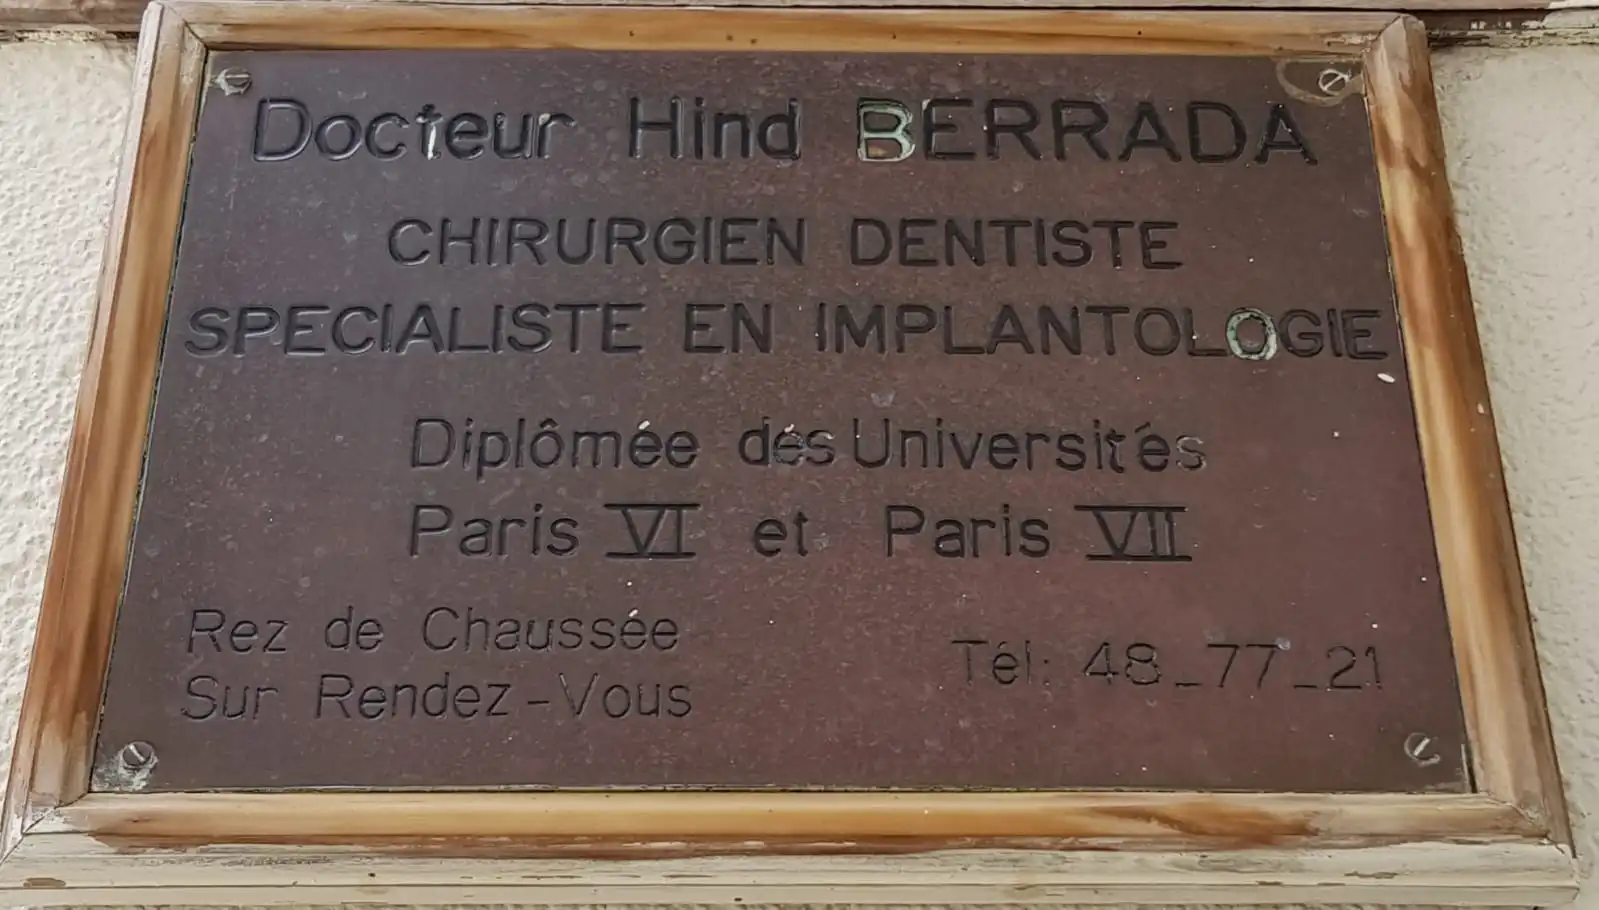 Docteur Hind BERRADA
CHIRURGIEN DENTISTE
SPECIALISTE EN IMPLANTOLOGIE
Diplômée des Universités
Paris VI et Paris VII
Rez de Chaussée
Sur Rendez-Vous
Tél: 48_77_21